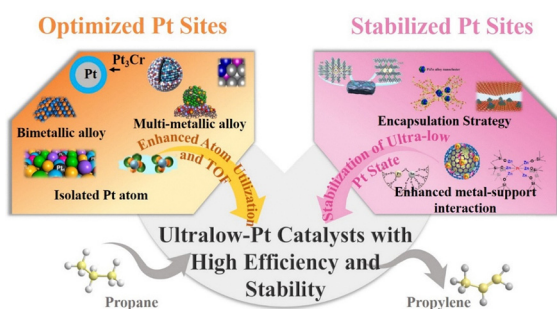 Optimized Pt Sites
Stabilized Pt Sites
Pt₃Cr
Pt
Bimetallic alloy
Multi-metallic alloy
Isolated Pt atom
Enhanced Atom Utilization
and TOF
Encapsulation Strategy
Stabilization of Ultra-low
Pt State
Enhanced metal-support
interaction
Ultralow-Pt Catalysts with
High Efficiency and
Stability
Propane
Propylene